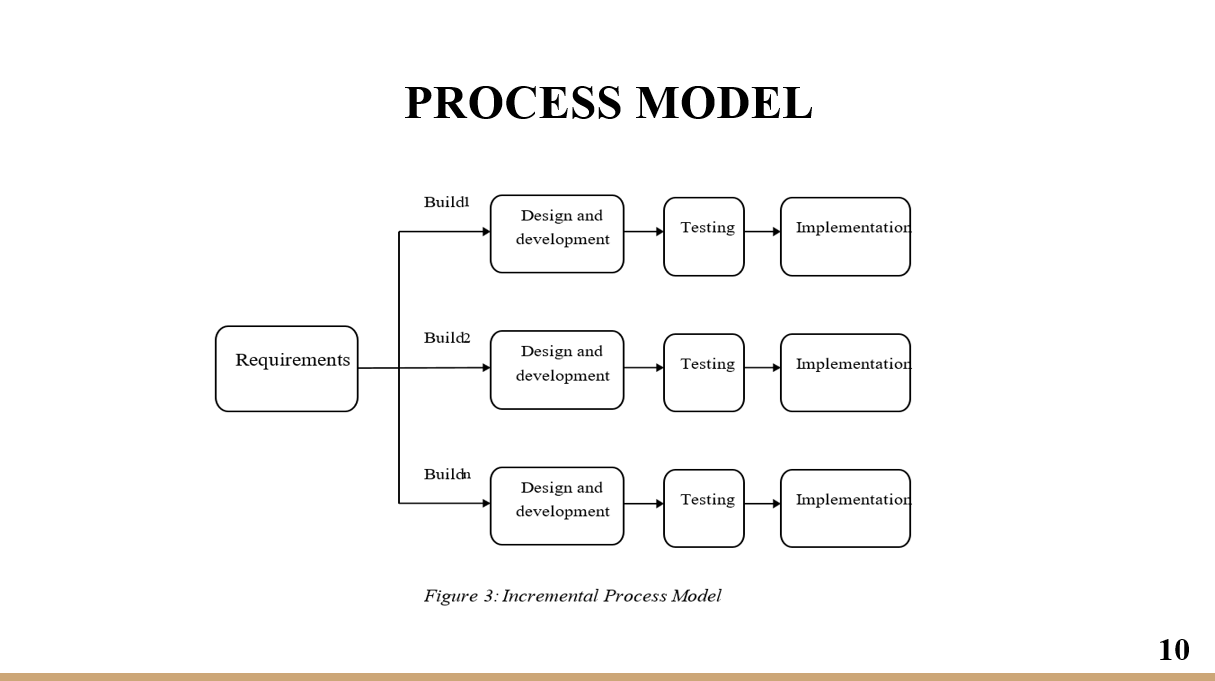 PROCESS MODEL
Build1
Design and
development
Testing
Implementation
Requirements
Build2
Design and
development
Testing
Implementation
Buildn
Design and
development
Testing
Implementation
Figure 3: Incremental Process Model
10